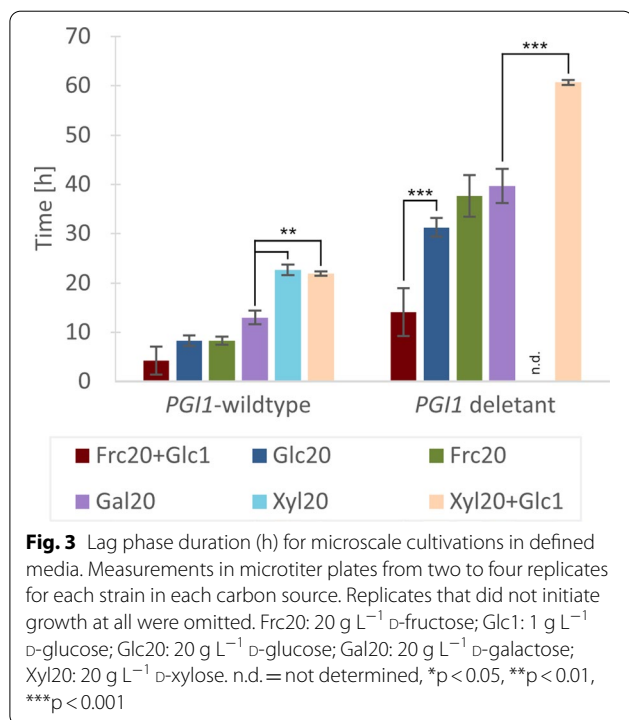 70
60
50
40
30
20
10
0
Time [h]
**
***
***
n.d.
PGI1-wildtype PGI1 deletant
Frc20+Glc1 Glc20 Frc20
Gal20 Xyl20 Xyl20+Glc1
Fig. 3 Lag phase duration (h) for microscale cultivations in defined
media. Measurements in microtiter plates from two to four replicates
for each strain in each carbon source. Replicates that did not initiate
growth at all were omitted. Frc20: 20 g L⁻¹ D-fructose; Glc1: 1 g L⁻¹
D-glucose; Glc20: 20 g L⁻¹ D-glucose; Gal20: 20 g L⁻¹ D-galactose;
Xyl20: 20 g L⁻¹ D-xylose. n.d. = not determined, *p < 0.05, **p < 0.01,
***p < 0.001